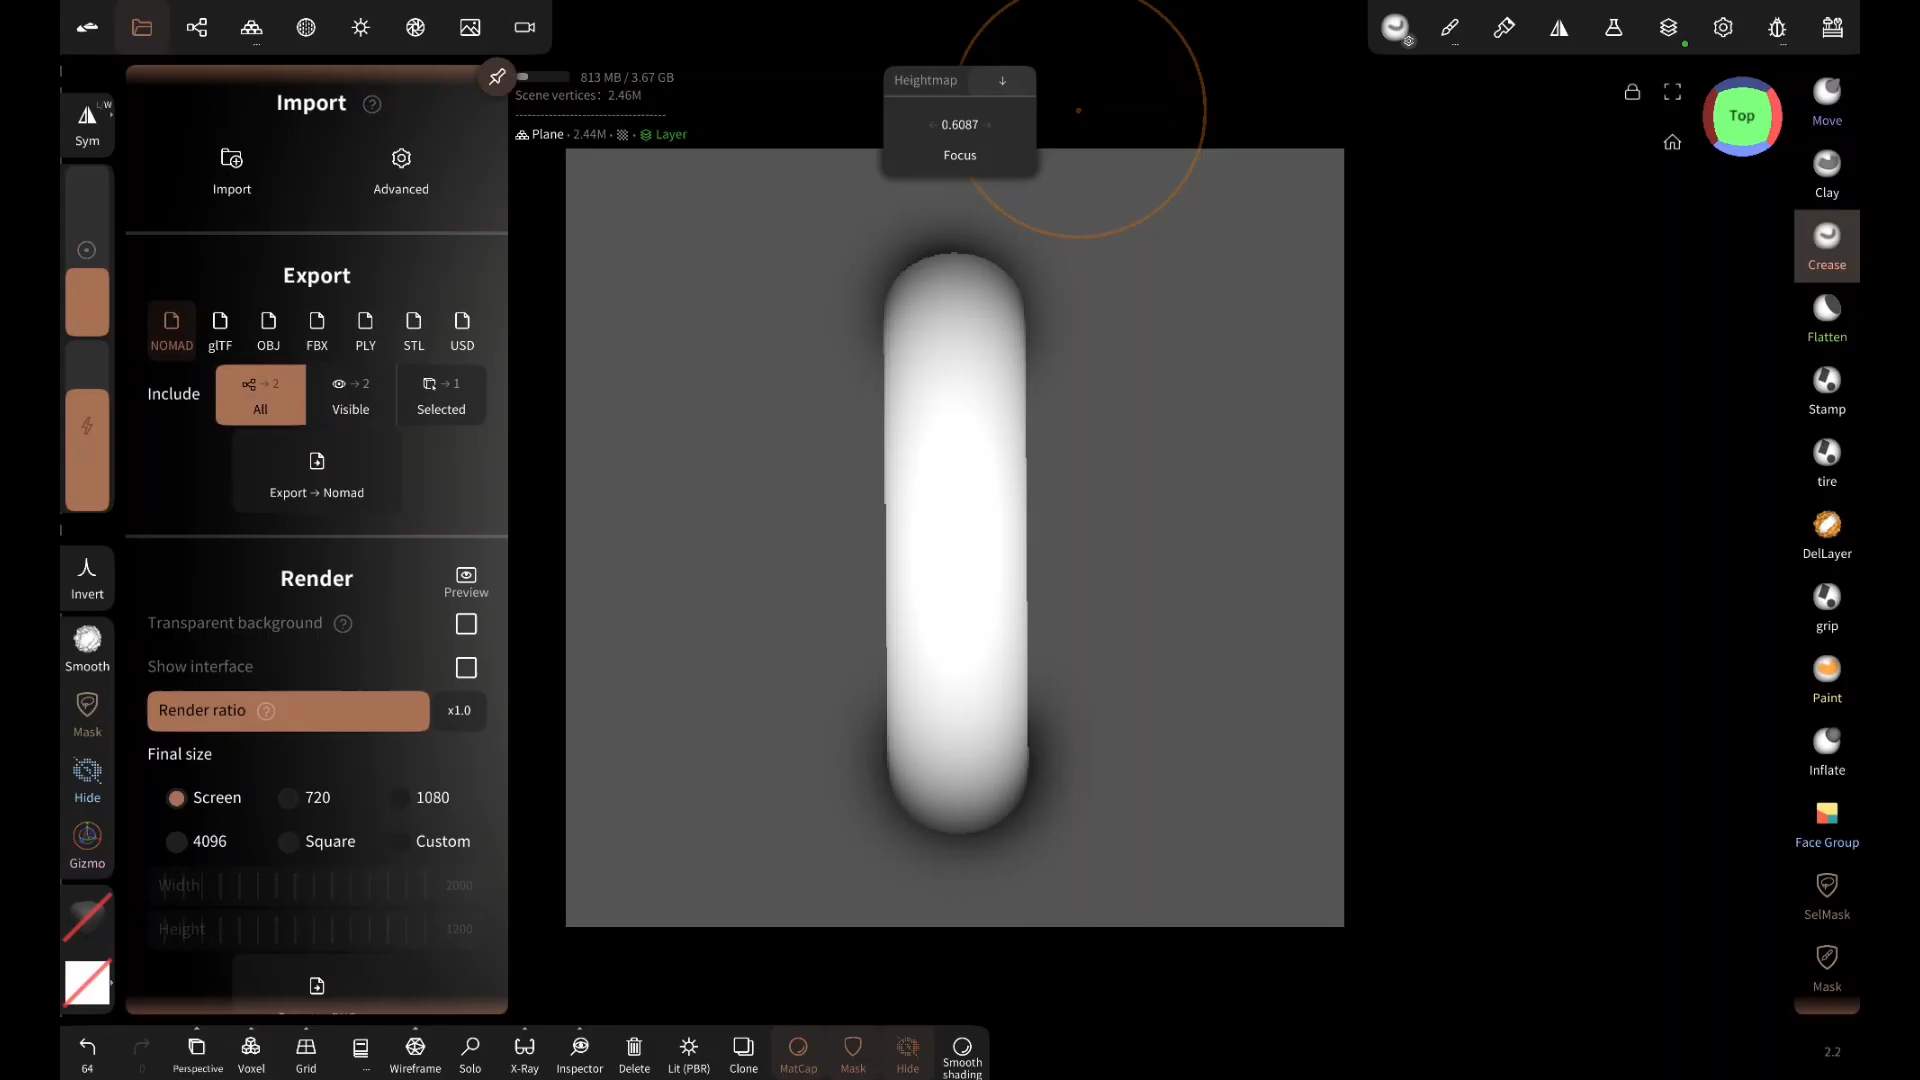 813 MB / 3.67 GB
Scene vertices: 2.46M
Plane · 2.44M · · Layer
Heightmap ↓
← 0.6087 →
Focus
Top
L/W
Sym
Invert
Smooth
Mask
Hide
Gizmo
Import
Import
Advanced
Export
NOMAD
glTF
OBJ
FBX
PLY
STL
USD
Include
→ 2
All
→ 2
Visible
→ 1
Selected
Export → Nomad
Render
Preview
Transparent background ?
Show interface
Render ratio ?
x1.0
Final size
Screen
720
1080
4096
Square
Custom
Width
2000
Height
1200
Move
Clay
Crease
Flatten
Stamp
tire
DelLayer
grip
Paint
Inflate
Face Group
SelMask
Mask
2.2
64
0
Perspective
Voxel
Grid
...
Wireframe
Solo
X-Ray
Inspector
Delete
Lit (PBR)
Clone
MatCap
Mask
Hide
Smooth
shading